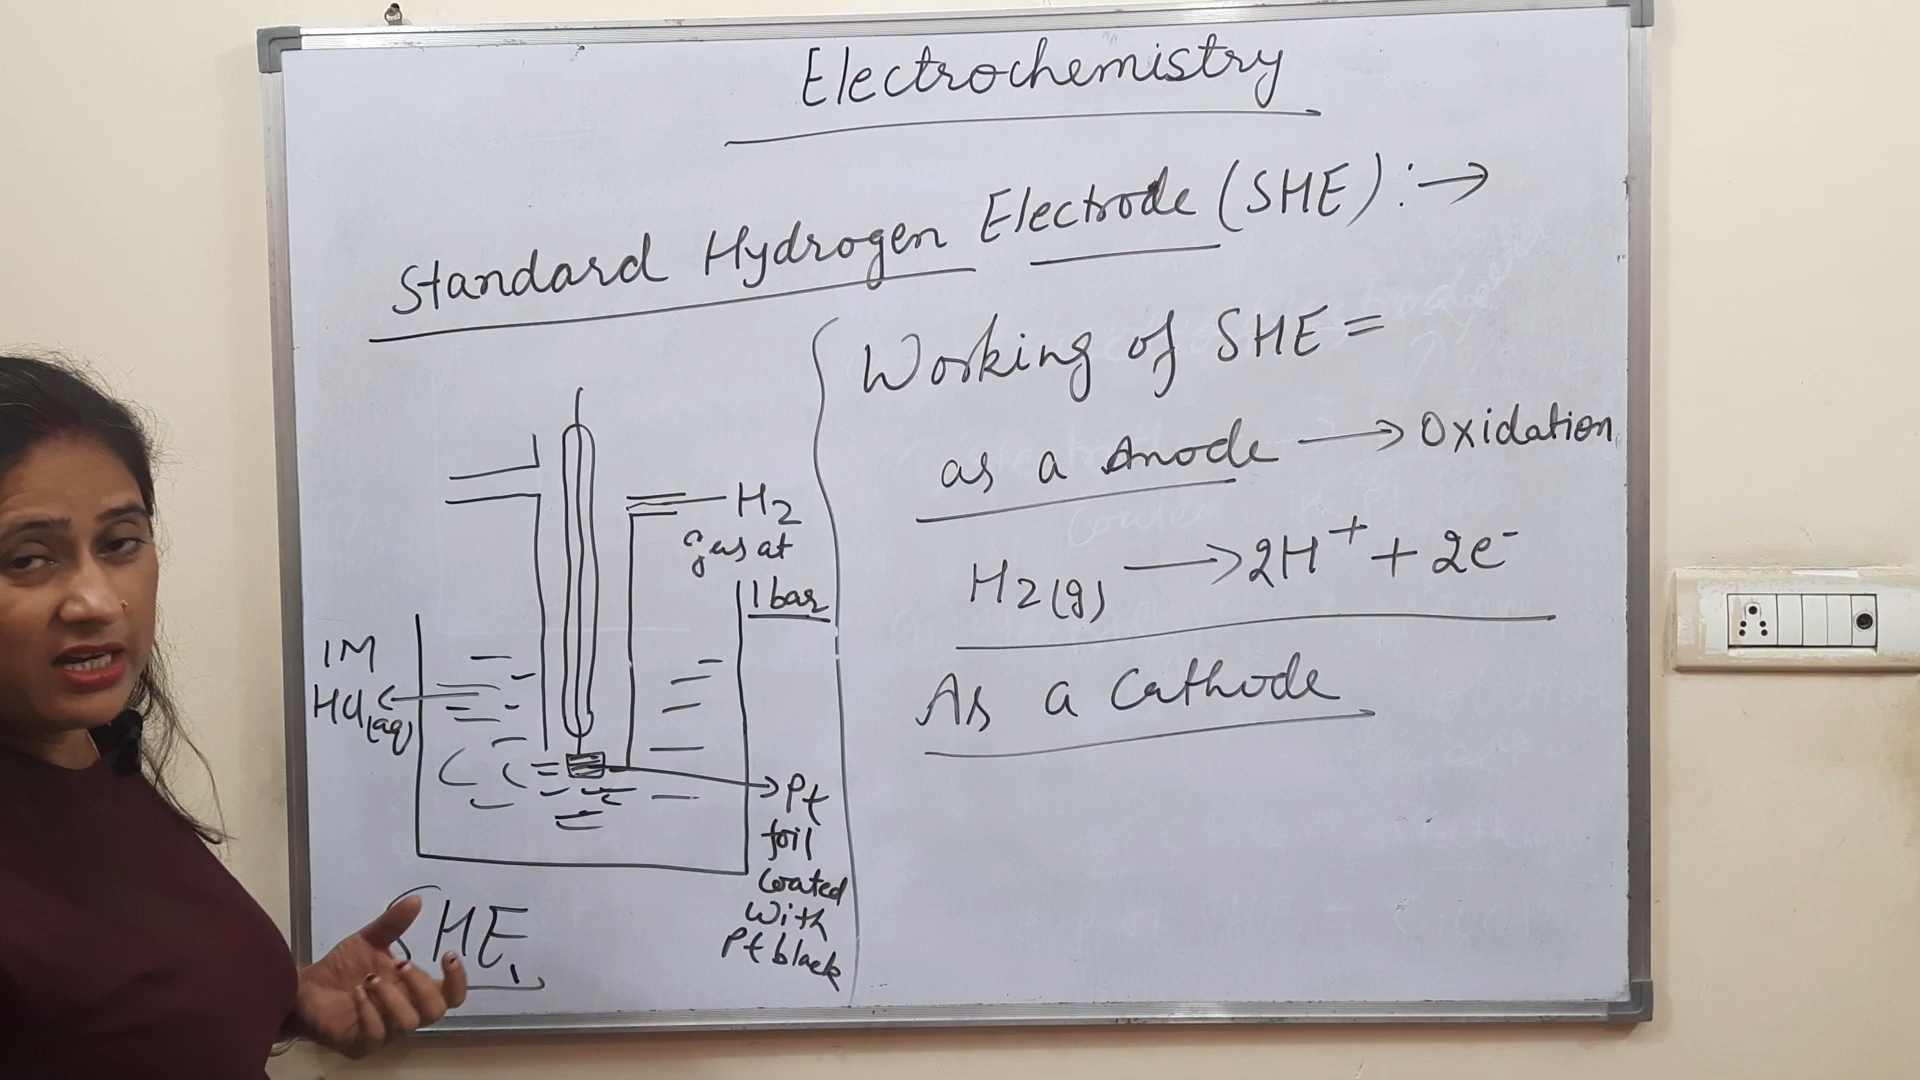 Electrochemistry
Standard Hydrogen Electrode (SHE) :→
Working of SHE =
as a Anode → Oxidation
H2(g) → 2H+ + 2e-
As a Cathode
H2
gas at
1 bar
1M
HCl(aq)
Pt
foil
coated
with
Pt black
SHE